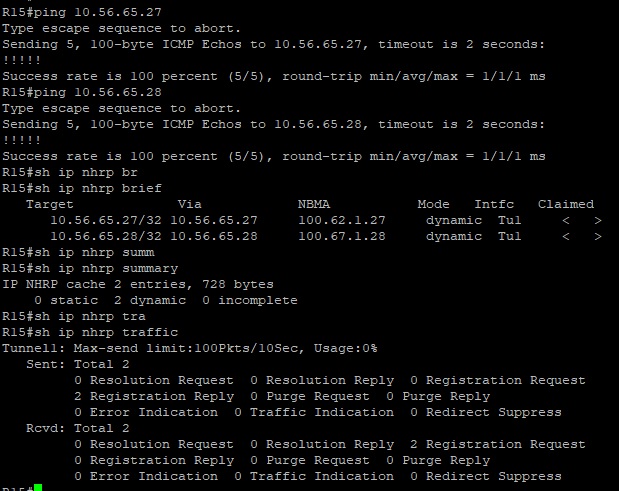 R15#ping 10.56.65.27
Type escape sequence to abort.
Sending 5, 100-byte ICMP Echos to 10.56.65.27, timeout is 2 seconds:
!!!!!
Success rate is 100 percent (5/5), round-trip min/avg/max = 1/1/1 ms
R15#ping 10.56.65.28
Type escape sequence to abort.
Sending 5, 100-byte ICMP Echos to 10.56.65.28, timeout is 2 seconds:
!!!!!
Success rate is 100 percent (5/5), round-trip min/avg/max = 1/1/1 ms
R15#sh ip nhrp br
R15#sh ip nhrp brief
   Target             Via            NBMA           Mode   Intfc   Claimed
      10.56.65.27/32 10.56.65.27     100.62.1.27     dynamic  Tu1     <   >
      10.56.65.28/32 10.56.65.28     100.67.1.28     dynamic  Tu1     <   >
R15#sh ip nhrp summ
R15#sh ip nhrp summary
IP NHRP cache 2 entries, 728 bytes
    0 static  2 dynamic  0 incomplete
R15#sh ip nhrp tra
R15#sh ip nhrp traffic
Tunnel1: Max-send limit:100Pkts/10Sec, Usage:0%
   Sent: Total 2
         0 Resolution Request  0 Resolution Reply  0 Registration Request
         2 Registration Reply  0 Purge Request  0 Purge Reply
         0 Error Indication  0 Traffic Indication  0 Redirect Suppress
   Rcvd: Total 2
         0 Resolution Request  0 Resolution Reply  2 Registration Request
         0 Registration Reply  0 Purge Request  0 Purge Reply
         0 Error Indication  0 Traffic Indication  0 Redirect Suppress
R15#